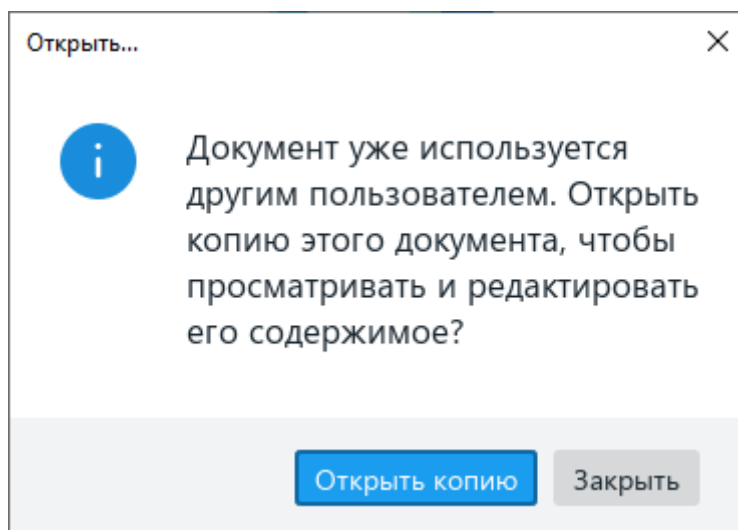 Открыть...
Документ уже используется
другим пользователем. Открыть
копию этого документа, чтобы
просматривать и редактировать
его содержимое?
Открыть копию Закрыть